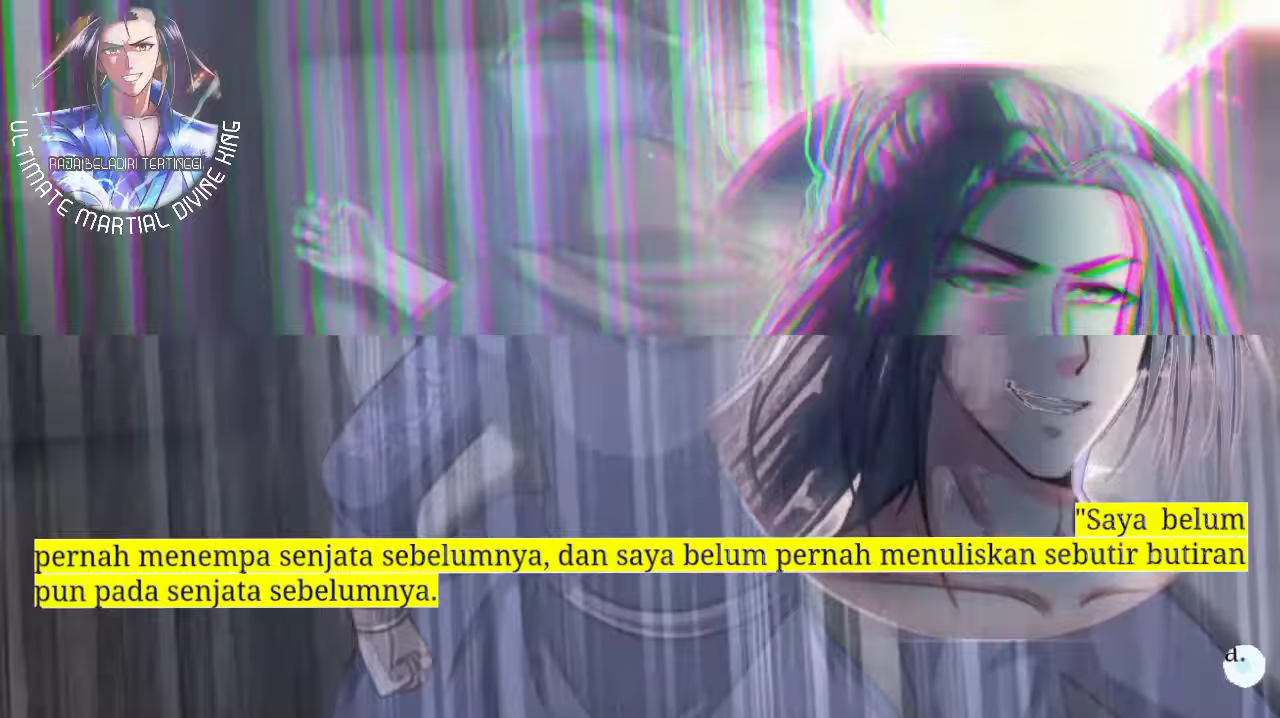 RAJA BELADIRI TERTINGGI
ULTIMATE MARTIAL DIVINE KING
"Saya belum
pernah menempa senjata sebelumnya, dan saya belum pernah menuliskan sebutir butiran
pun pada senjata sebelumnya.
a.